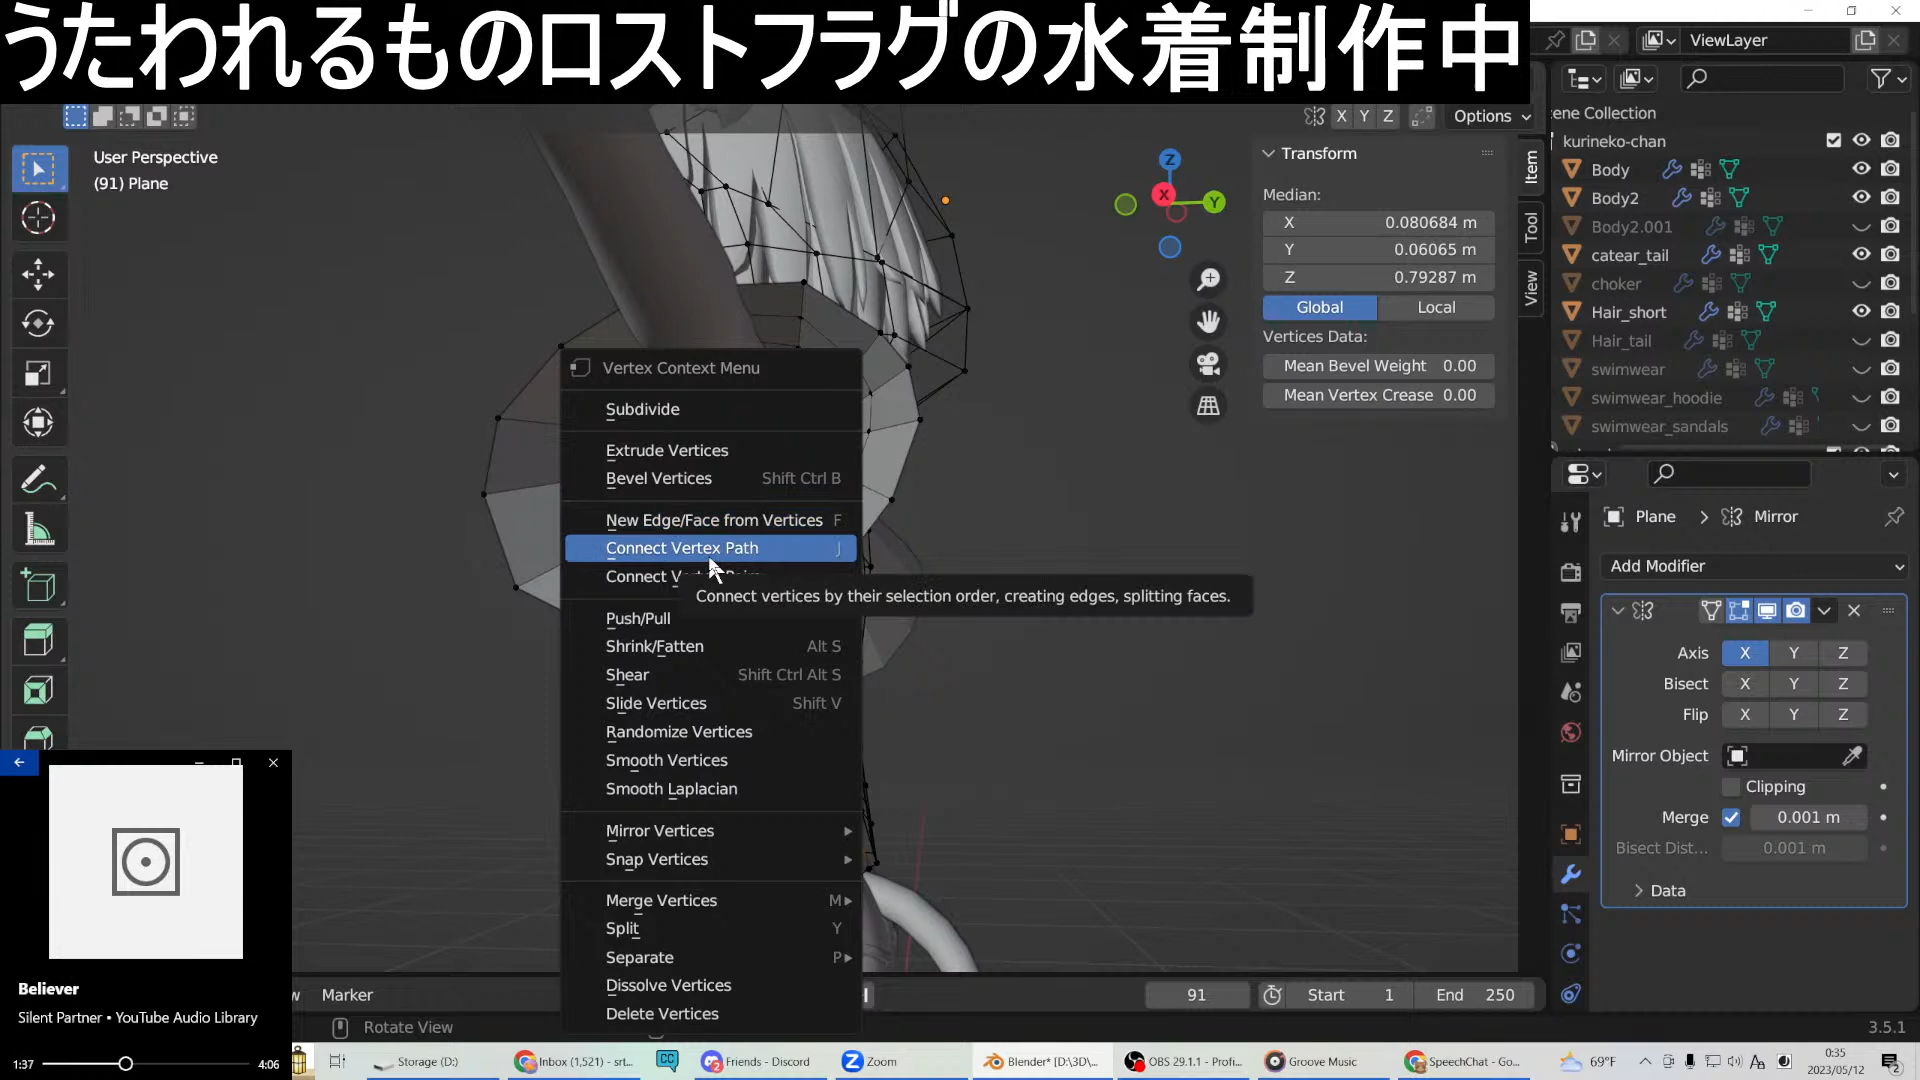 うたわれるものロストフラグの水着制作中
ViewLayer
X Y Z Options
User Perspective
(91) Plane
Transform
Median:
X 0.080684 m
Y 0.06065 m
Z 0.79287 m
Global Local
Vertices Data:
Mean Bevel Weight 0.00
Mean Vertex Crease 0.00
Item
Tool
View
Z
X
Y
ene Collection
kurineko-chan
Body
Body2
Body2.001
catear_tail
choker
Hair_short
Hair_tail
swimwear
swimwear_hoodie
swimwear_sandals
Vertex Context Menu
Subdivide
Extrude Vertices
Bevel Vertices Shift Ctrl B
New Edge/Face from Vertices F
Connect Vertex Path J
Connect
Connect vertices by their selection order, creating edges, splitting faces.
Push/Pull
Shrink/Fatten Alt S
Shear Shift Ctrl Alt S
Slide Vertices Shift V
Randomize Vertices
Smooth Vertices
Smooth Laplacian
Mirror Vertices
Snap Vertices
Merge Vertices M
Split Y
Separate P
Dissolve Vertices
Delete Vertices
Plane > Mirror
Add Modifier
Axis X Y Z
Bisect X Y Z
Flip X Y Z
Mirror Object
Clipping
Merge 0.001 m
Bisect Dist... 0.001 m
Data
Believer
Silent Partner • YouTube Audio Library
1:37 4:06
w Marker
91 Start 1 End 250
Rotate View
3.5.1
Storage (D:)
Inbox (1,521) - srt...
CC
Friends - Discord
Zoom
Blender* [D:\3D\...
OBS 29.1.1 - Profi...
Groove Music
SpeechChat - Go...
69°F
A
0:35
2023/05/12
2